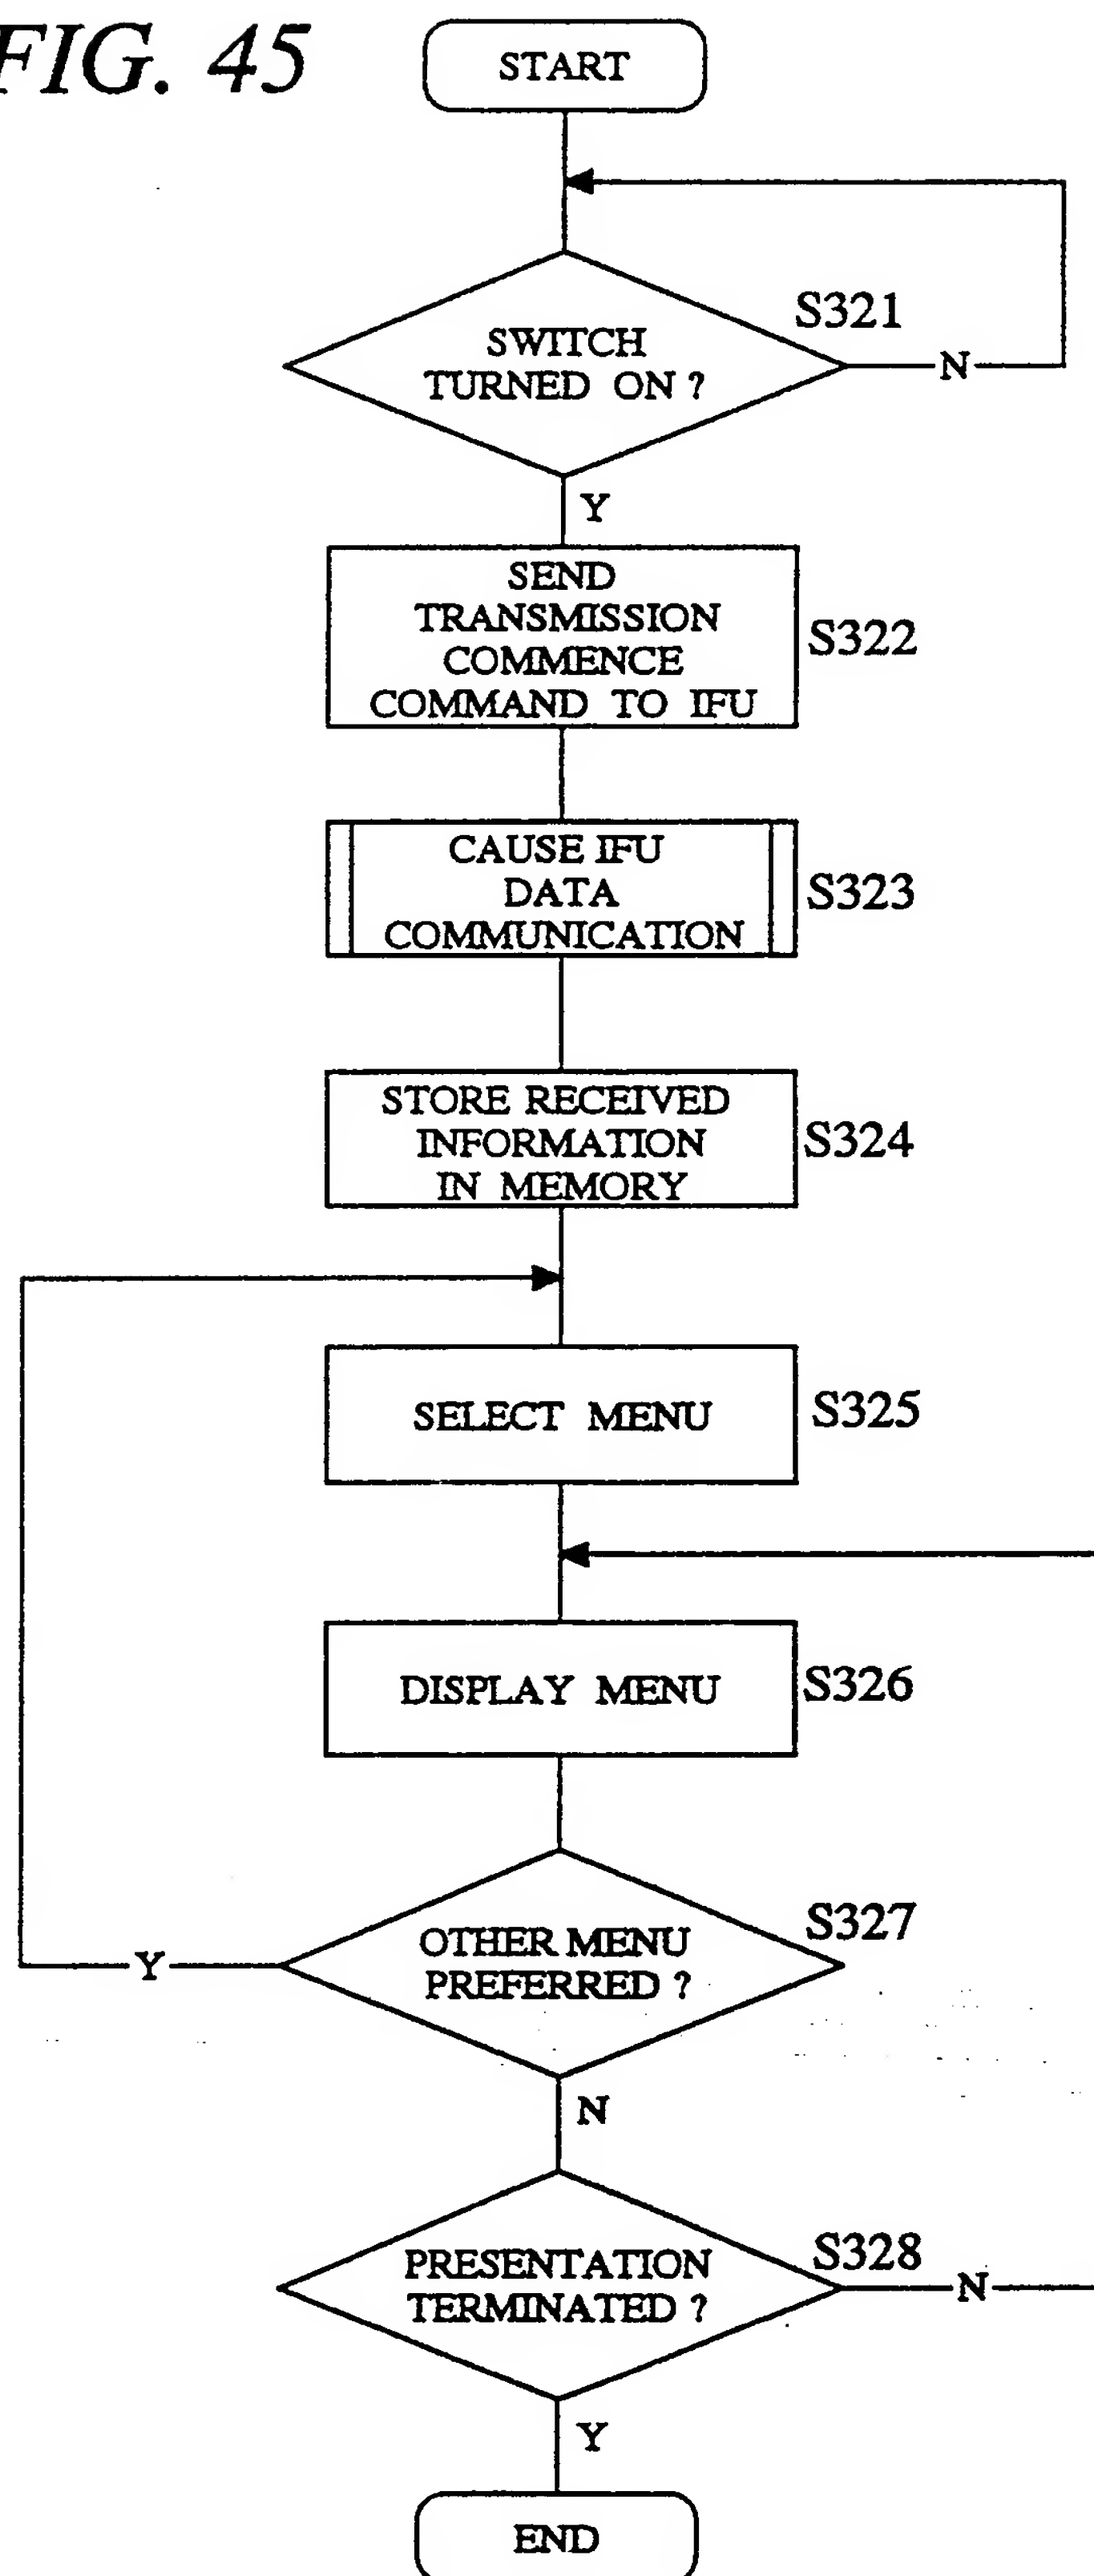 FIG. 45
START
S321
SWITCH
TURNED ON ?
N
Y
SEND
TRANSMISSION
COMMENCE
COMMAND TO IFU
S322
CAUSE IFU
DATA
COMMUNICATION
S323
STORE RECEIVED
INFORMATION
IN MEMORY
S324
SELECT MENU
S325
DISPLAY MENU
S326
S327
OTHER MENU
PREFERRED ?
Y
N
S328
PRESENTATION
TERMINATED ?
N
Y
END